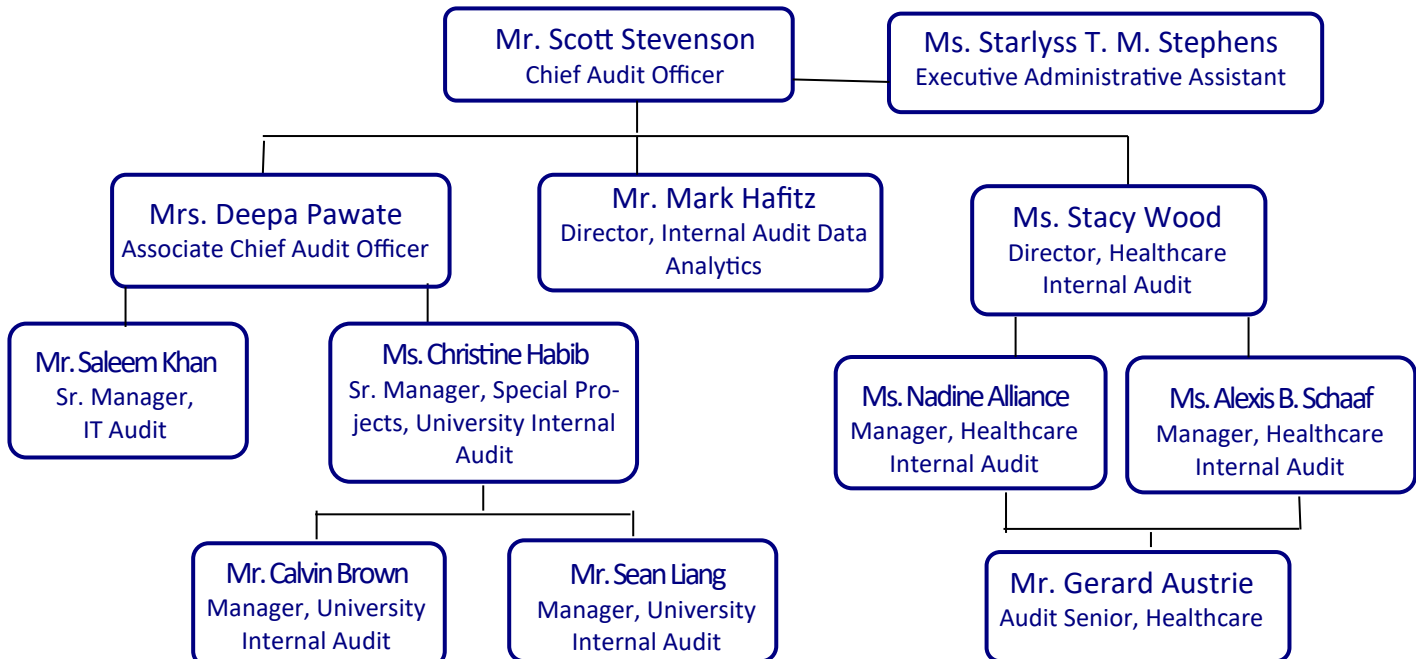 Mr. Scott Stevenson
Chief Audit Officer
Ms. Starlyss T. M. Stephens
Executive Administrative Assistant
Mrs. Deepa Pawate
Associate Chief Audit Officer
Mr. Mark Hafitz
Director, Internal Audit Data
Analytics
Ms. Stacy Wood
Director, Healthcare
Internal Audit
Mr. Saleem Khan
Sr. Manager,
IT Audit
Ms. Christine Habib
Sr. Manager, Special Pro-
jects, University Internal
Audit
Ms. Nadine Alliance
Manager, Healthcare
Internal Audit
Ms. Alexis B. Schaaf
Manager, Healthcare
Internal Audit
Mr. Calvin Brown
Manager, University
Internal Audit
Mr. Sean Liang
Manager, University
Internal Audit
Mr. Gerard Austrie
Audit Senior, Healthcare